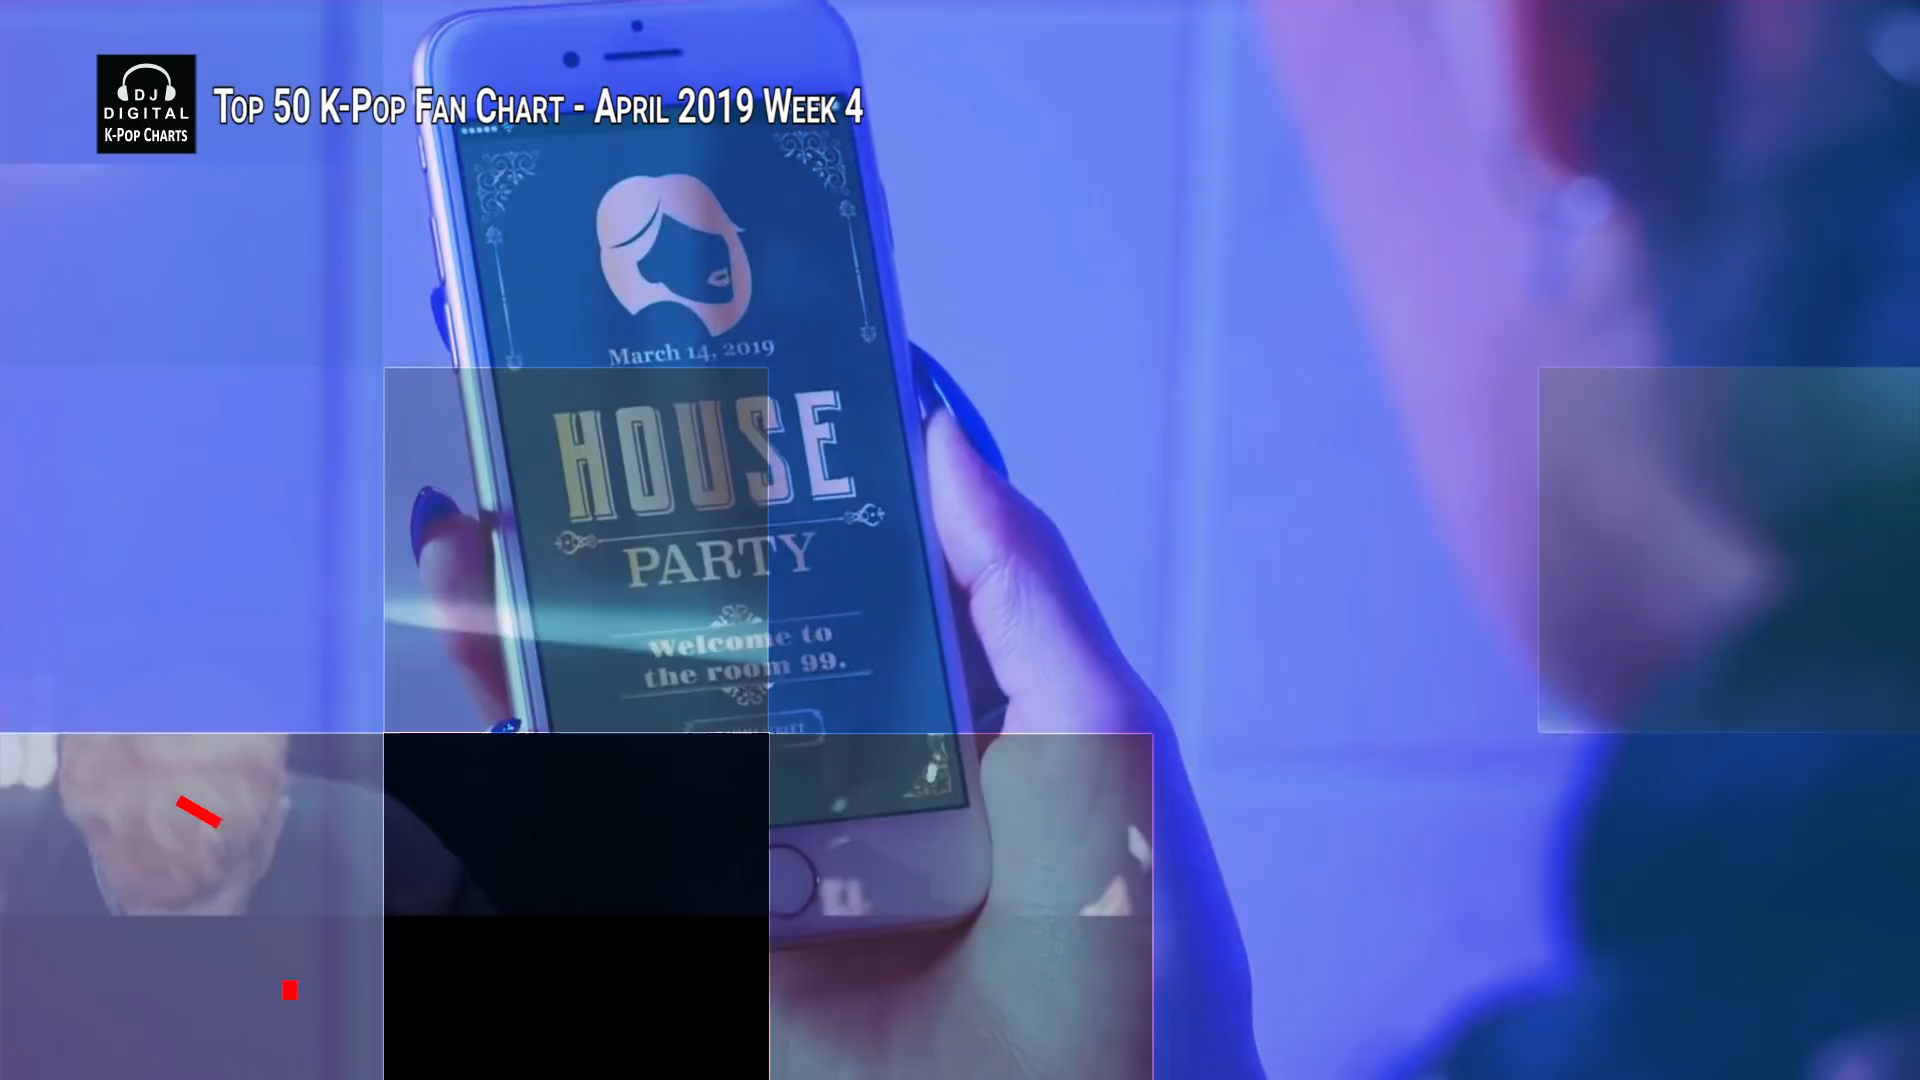 DJ
DIGITAL
K-Pop Charts
Top 50 K-Pop Fan Chart - April 2019 Week 4
March 14, 2019
HOUSE
PARTY
Welcome to
the room 99.